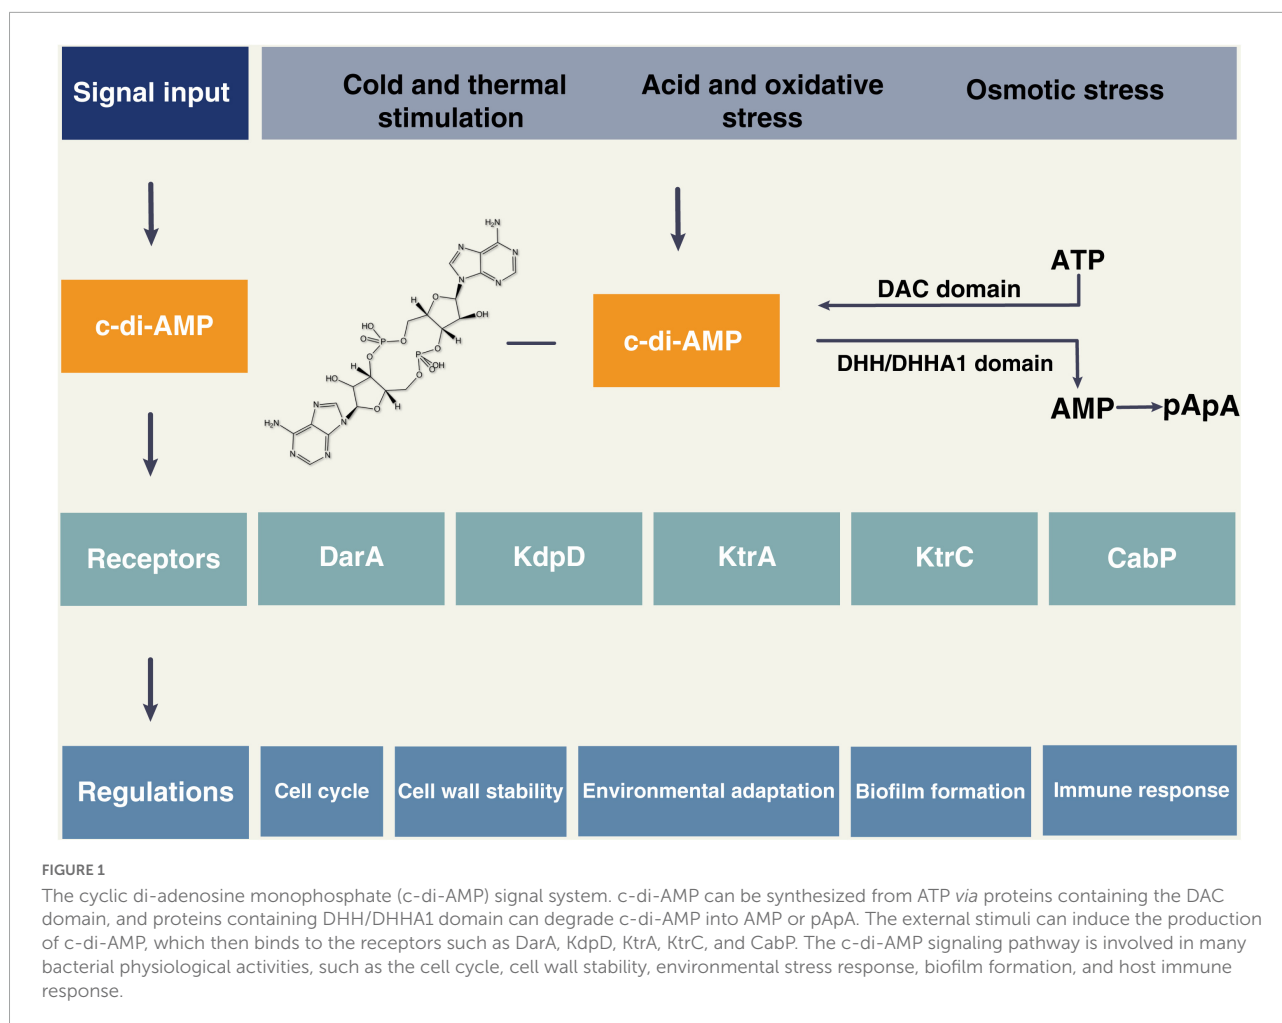 Signal input
Cold and thermal
stimulation
Acid and oxidative
stress
Osmotic stress
c-di-AMP
H₂N
N
N
N
N
O
H
OH
H
HO
O
P
O
O
O
P
OH
O
O
H
HO
O
H
N
N
H₂N
N
N
c-di-AMP
ATP
DAC domain
DHH/DHHA1 domain
AMP
pApA
Receptors
DarA
KdpD
KtrA
KtrC
CabP
Regulations
Cell cycle
Cell wall stability
Environmental adaptation
Biofilm formation
Immune response
FIGURE 1
The cyclic di-adenosine monophosphate (c-di-AMP) signal system. c-di-AMP can be synthesized from ATP via proteins containing the DAC
domain, and proteins containing DHH/DHHA1 domain can degrade c-di-AMP into AMP or pApA. The external stimuli can induce the production
of c-di-AMP, which then binds to the receptors such as DarA, KdpD, KtrA, KtrC, and CabP. The c-di-AMP signaling pathway is involved in many
bacterial physiological activities, such as the cell cycle, cell wall stability, environmental stress response, biofilm formation, and host immune
response.